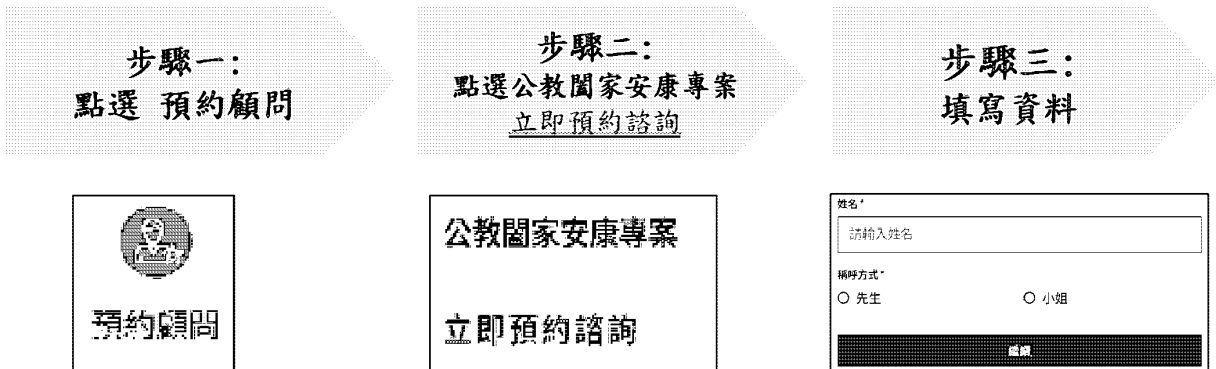 步驟一:
點選 預約顧問
步驟二:
點選公教闔家安康專案
立即預約諮詢
步驟三:
填寫資料
預約顧問
公教闔家安康專案
立即預約諮詢
姓名*
請輸入姓名
稱呼方式*
先生
小姐